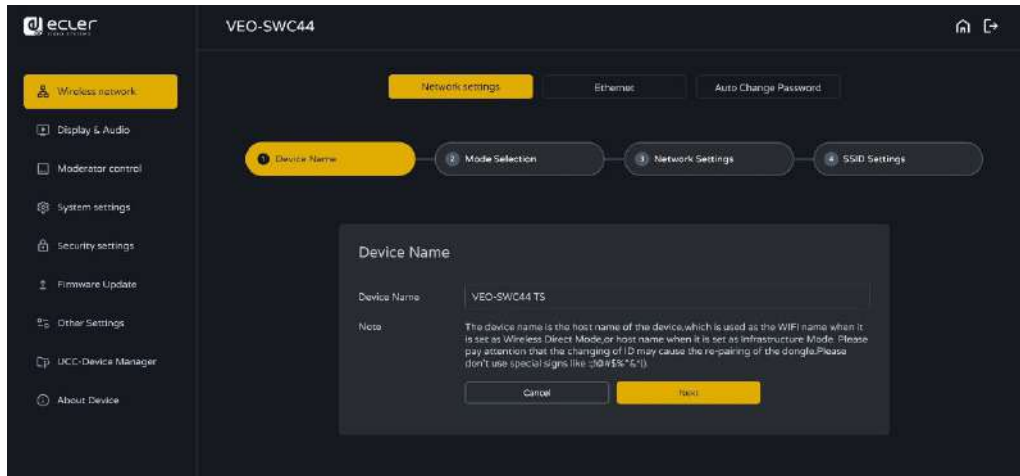 ecler
VEO-SWC44
Wireless network
Display & Audio
Moderator control
System settings
Security settings
Firmware Update
Other Settings
UCC-Device Manager
About Device
Network settings
Ethernet
Auto Change Password
1 Device Name
2 Mode Selection
3 Network Settings
4 SSID Settings
Device Name
Device Name
VEO-SWC44 TS
Note
The device name is the host name of the device,which is used as the WIFI name when it
is set as Wireless Direct Mode,or host name when it is set as Infrastructure Mode. Please
pay attention that the changing of ID may cause the re-pairing of the dongle.Please
don't use special signs like
Cancel
Next